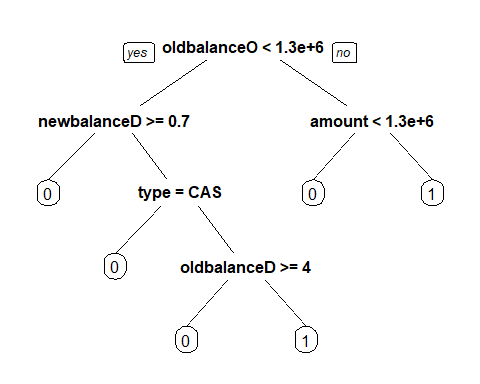 yes oldbalanceO < 1.3e+6 no
newbalanceD >= 0.7 amount < 1.3e+6
0 type = CAS 0 1
0 oldbalanceD >= 4
0 1